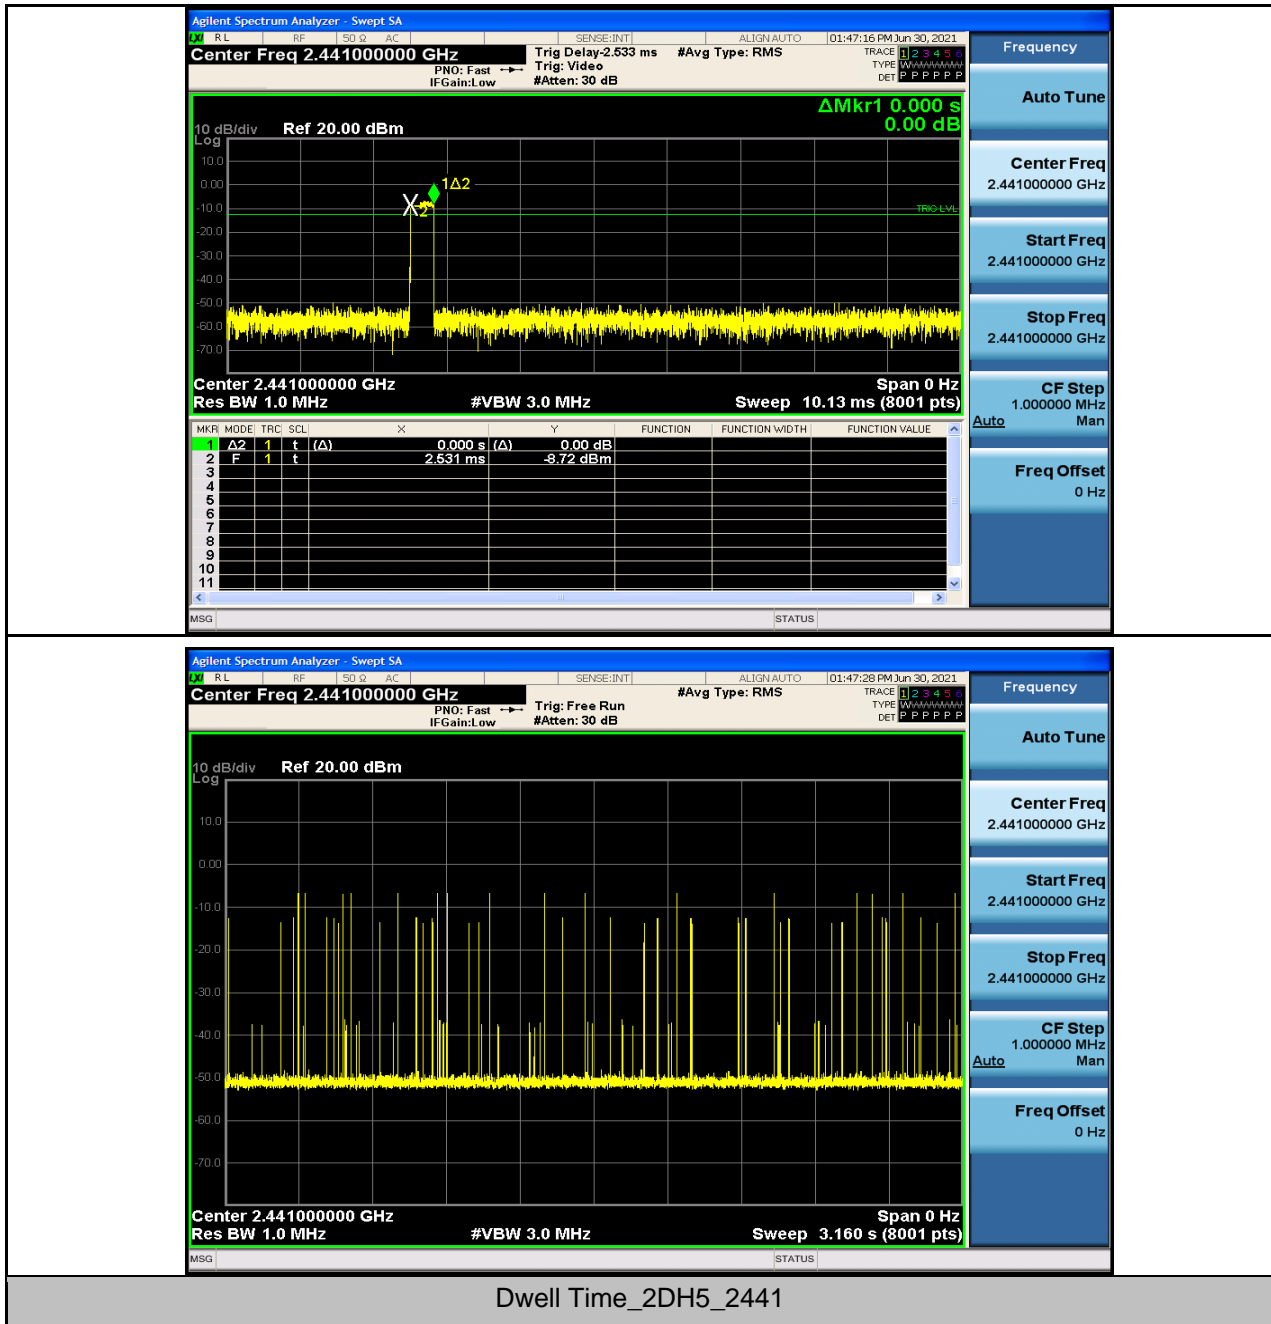 Agilent Spectrum Analyzer - Swept SA
LXI RL RF 50 Ω AC SENSE:INT ALIGN AUTO 01:47:16 PM Jun 30, 2021
Center Freq 2.441000000 GHz
PNO: Fast
IFGain:Low
Trig Delay-2.533 ms
Trig: Video
#Atten: 30 dB
#Avg Type: RMS
TRACE 1 2 3 4 5 6
TYPE WWWWWW
DET P P P P P P
ΔMkr1 0.000 s
0.00 dB
10 dB/div Ref 20.00 dBm
Log
10.0
0.00
-10.0
-20.0
-30.0
-40.0
-50.0
-60.0
-70.0
1Δ2
X2
TRIG LVL
Center 2.441000000 GHz Span 0 Hz
Res BW 1.0 MHz #VBW 3.0 MHz Sweep 10.13 ms (8001 pts)
MKR MODE TRC SCL X Y FUNCTION FUNCTION WIDTH FUNCTION VALUE
1 Δ2 1 t (Δ) 0.000 s (Δ) 0.00 dB
2 F 1 t 2.531 ms -8.72 dBm
3
4
5
6
7
8
9
10
11
MSG STATUS
Frequency
Auto Tune
Center Freq
2.441000000 GHz
Start Freq
2.441000000 GHz
Stop Freq
2.441000000 GHz
CF Step
1.000000 MHz
Auto Man
Freq Offset
0 Hz
Agilent Spectrum Analyzer - Swept SA
LXI RL RF 50 Ω AC SENSE:INT ALIGN AUTO 01:47:28 PM Jun 30, 2021
Center Freq 2.441000000 GHz
PNO: Fast
IFGain:Low
Trig: Free Run
#Atten: 30 dB
#Avg Type: RMS
TRACE 1 2 3 4 5 6
TYPE WWWWWW
DET P P P P P P
10 dB/div Ref 20.00 dBm
Log
10.0
0.00
-10.0
-20.0
-30.0
-40.0
-50.0
-60.0
-70.0
Center 2.441000000 GHz Span 0 Hz
Res BW 1.0 MHz #VBW 3.0 MHz Sweep 3.160 s (8001 pts)
MSG STATUS
Frequency
Auto Tune
Center Freq
2.441000000 GHz
Start Freq
2.441000000 GHz
Stop Freq
2.441000000 GHz
CF Step
1.000000 MHz
Auto Man
Freq Offset
0 Hz
Dwell Time_2DH5_2441